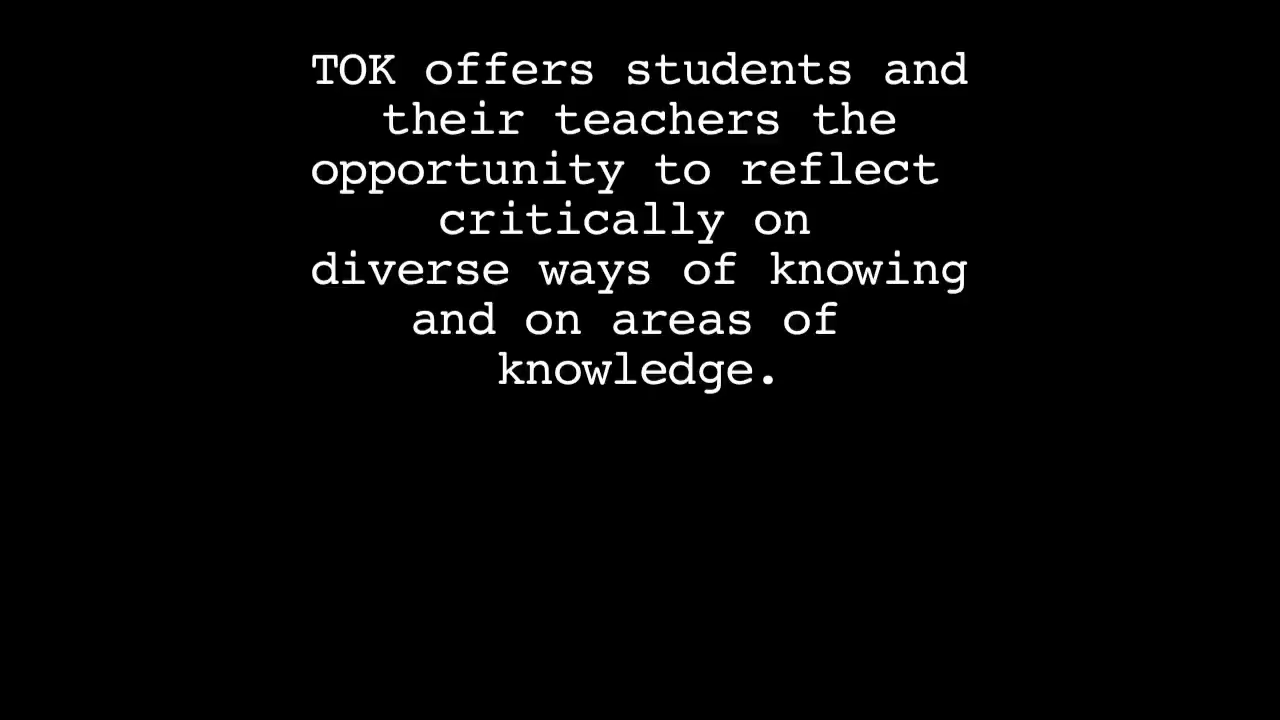 TOK offers students and
their teachers the
opportunity to reflect
critically on
diverse ways of knowing
and on areas of
knowledge.